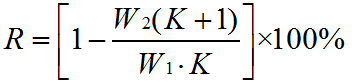 R = [1 − W₂(K + 1) / W₁ · K] × 100%